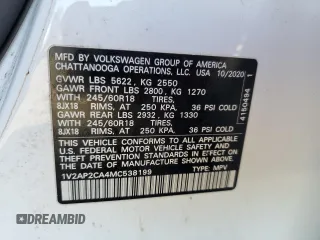 MFD. BY VOLKSWAGEN GROUP OF AMERICA
CHATTANOOGA OPERATIONS, LLC. USA 10/2020
GVWR LBS 5622, KG 2550
GAWR FRONT LBS 2800, KG 1270
WITH 245/60R18 TIRES,
8JX18 RIMS, AT 250 KPA, 36 PSI COLD
GAWR REAR LBS 2932, KG 1330
WITH 245/60R18 TIRES,
8JX18 RIMS, AT 250 KPA, 36 PSI COLD
THIS VEHICLE CONFORMS TO ALL APPLICABLE
U.S. FEDERAL MOTOR VEHICLE SAFETY AND
THEFT PREVENTION STANDARDS IN EFFECT ON
THE DATE OF MANUFACTURE SHOWN ABOVE.
1V2AP2CA4MC538199 TYPE: MPV
4150494 1